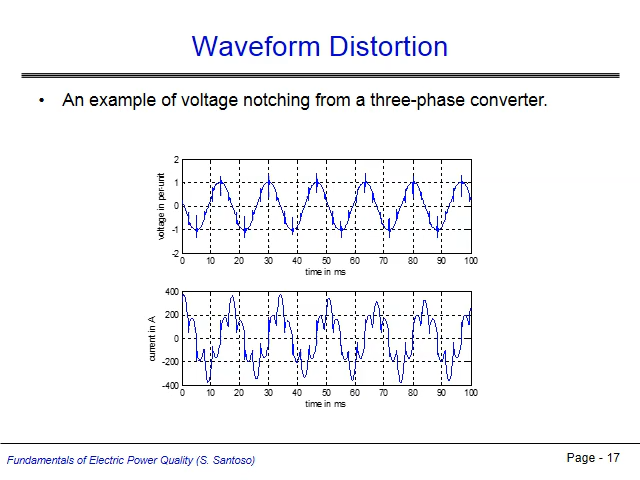 Waveform Distortion
• An example of voltage notching from a three-phase converter.
voltage in per-unit
2
1
0
-1
-2
0 10 20 30 40 50 60 70 80 90 100
time in ms
current in A
400
200
0
-200
-400
0 10 20 30 40 50 60 70 80 90 100
time in ms
Fundamentals of Electric Power Quality (S. Santoso)
Page - 17